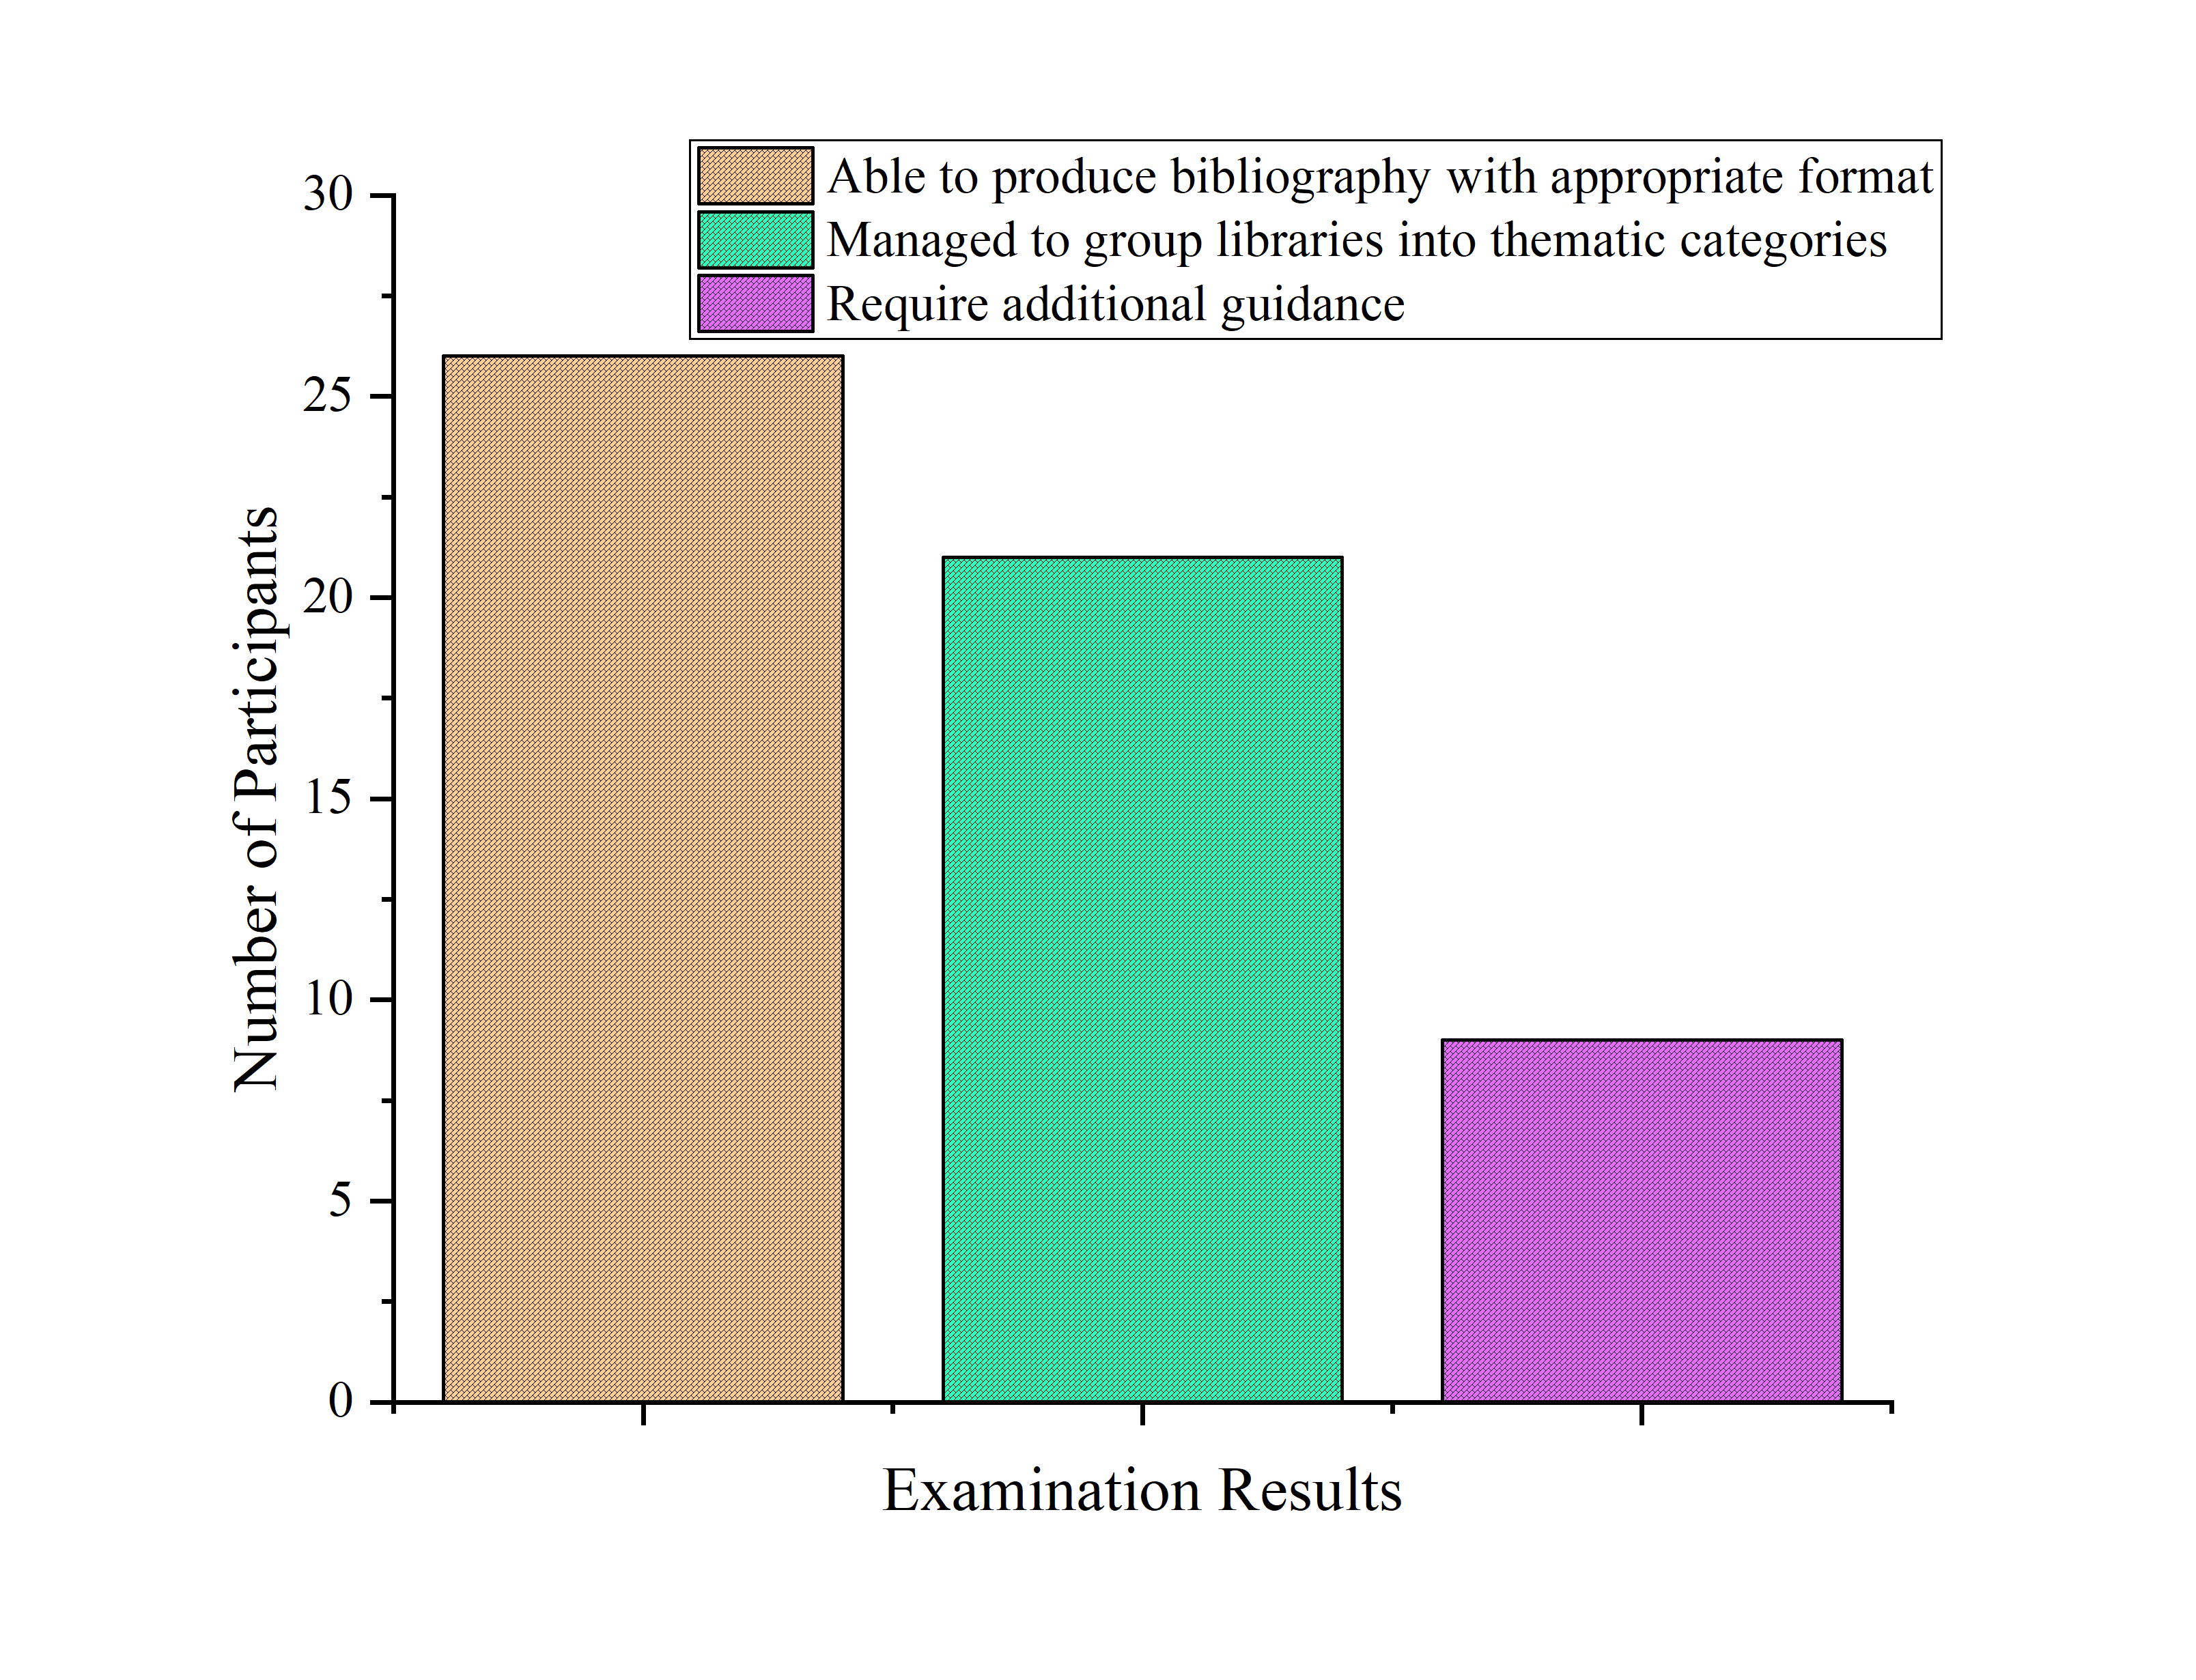 Able to produce bibliography with appropriate format
Managed to group libraries into thematic categories
Require additional guidance
30
25
20
15
10
5
0
Number of Participants
Examination Results